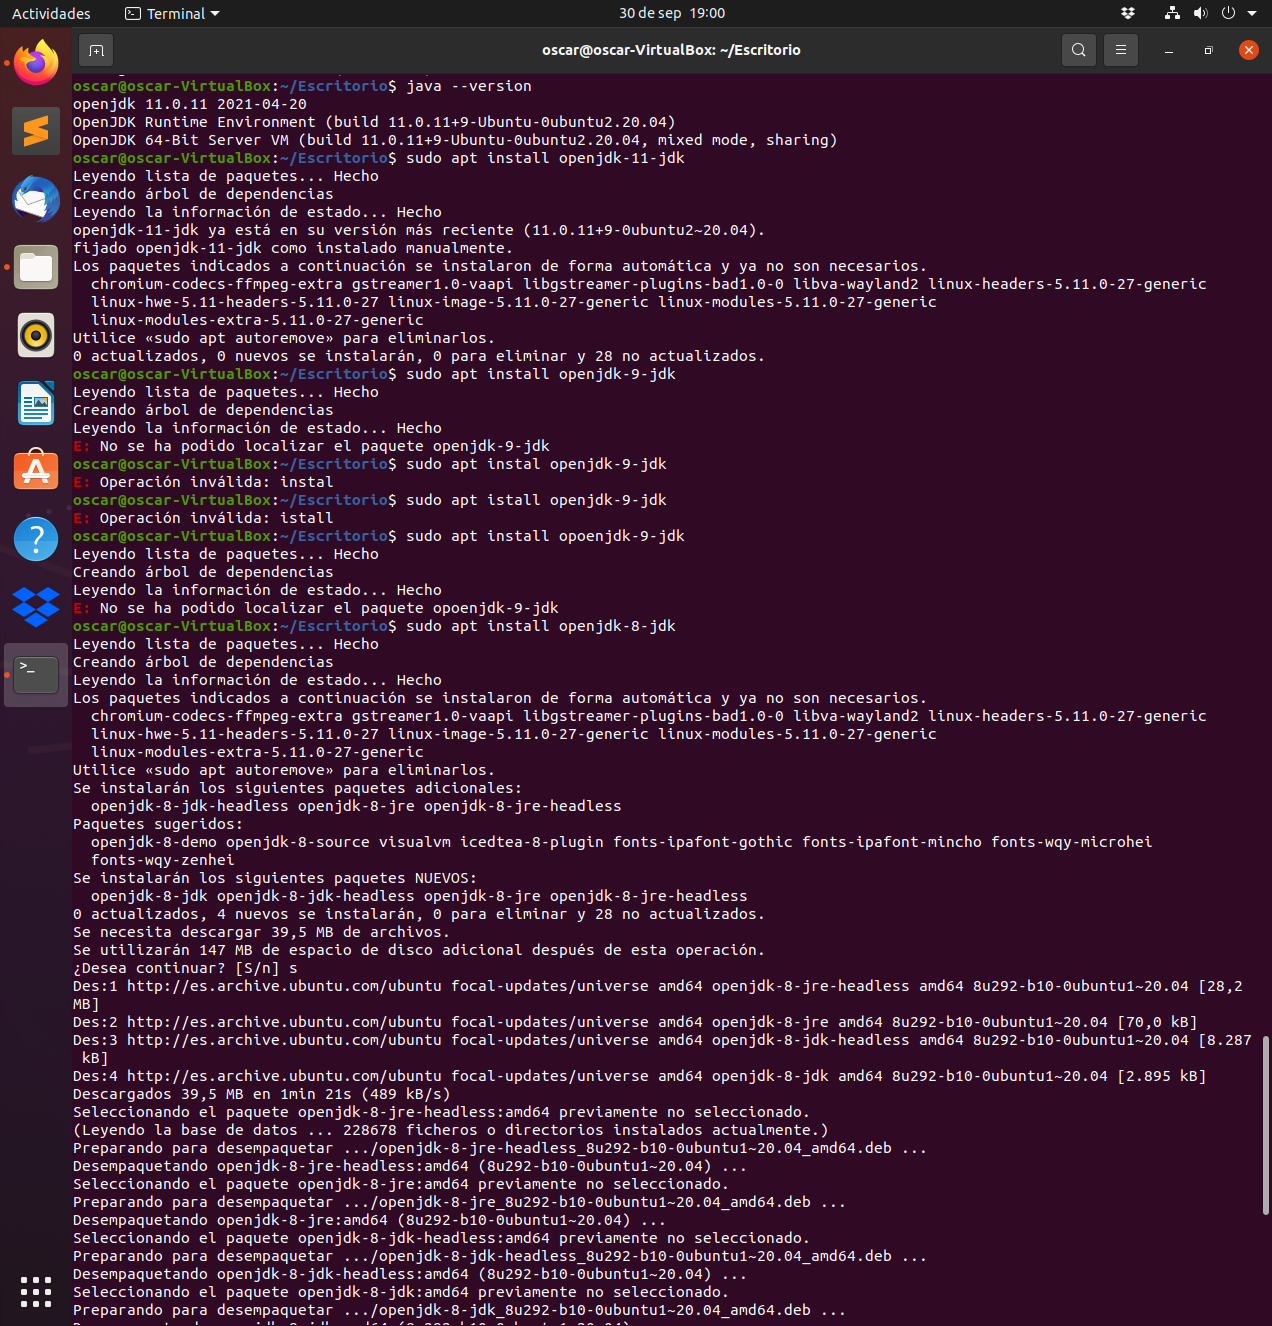 Actividades
Terminal
30 de sep 19:00
oscar@oscar-VirtualBox: ~/Escritorio
oscar@oscar-VirtualBox:~/Escritorio$ java --version
openjdk 11.0.11 2021-04-20
OpenJDK Runtime Environment (build 11.0.11+9-Ubuntu-0ubuntu2.20.04)
OpenJDK 64-Bit Server VM (build 11.0.11+9-Ubuntu-0ubuntu2.20.04, mixed mode, sharing)
oscar@oscar-VirtualBox:~/Escritorio$ sudo apt install openjdk-11-jdk
Leyendo lista de paquetes... Hecho
Creando árbol de dependencias
Leyendo la información de estado... Hecho
openjdk-11-jdk ya está en su versión más reciente (11.0.11+9-0ubuntu2~20.04).
fijado openjdk-11-jdk como instalado manualmente.
Los paquetes indicados a continuación se instalaron de forma automática y ya no son necesarios.
  chromium-codecs-ffmpeg-extra gstreamer1.0-vaapi libgstreamer-plugins-bad1.0-0 libva-wayland2 linux-headers-5.11.0-27-generic
  linux-hwe-5.11-headers-5.11.0-27 linux-image-5.11.0-27-generic linux-modules-5.11.0-27-generic
  linux-modules-extra-5.11.0-27-generic
Utilice «sudo apt autoremove» para eliminarlos.
0 actualizados, 0 nuevos se instalarán, 0 para eliminar y 28 no actualizados.
oscar@oscar-VirtualBox:~/Escritorio$ sudo apt install openjdk-9-jdk
Leyendo lista de paquetes... Hecho
Creando árbol de dependencias
Leyendo la información de estado... Hecho
E: No se ha podido localizar el paquete openjdk-9-jdk
oscar@oscar-VirtualBox:~/Escritorio$ sudo apt instal openjdk-9-jdk
E: Operación inválida: instal
oscar@oscar-VirtualBox:~/Escritorio$ sudo apt istall openjdk-9-jdk
E: Operación inválida: istall
oscar@oscar-VirtualBox:~/Escritorio$ sudo apt install opoenjdk-9-jdk
Leyendo lista de paquetes... Hecho
Creando árbol de dependencias
Leyendo la información de estado... Hecho
E: No se ha podido localizar el paquete opoenjdk-9-jdk
oscar@oscar-VirtualBox:~/Escritorio$ sudo apt install openjdk-8-jdk
Leyendo lista de paquetes... Hecho
Creando árbol de dependencias
Leyendo la información de estado... Hecho
Los paquetes indicados a continuación se instalaron de forma automática y ya no son necesarios.
  chromium-codecs-ffmpeg-extra gstreamer1.0-vaapi libgstreamer-plugins-bad1.0-0 libva-wayland2 linux-headers-5.11.0-27-generic
  linux-hwe-5.11-headers-5.11.0-27 linux-image-5.11.0-27-generic linux-modules-5.11.0-27-generic
  linux-modules-extra-5.11.0-27-generic
Utilice «sudo apt autoremove» para eliminarlos.
Se instalarán los siguientes paquetes adicionales:
  openjdk-8-jdk-headless openjdk-8-jre openjdk-8-jre-headless
Paquetes sugeridos:
  openjdk-8-demo openjdk-8-source visualvm icedtea-8-plugin fonts-ipafont-gothic fonts-ipafont-mincho fonts-wqy-microhei
  fonts-wqy-zenhei
Se instalarán los siguientes paquetes NUEVOS:
  openjdk-8-jdk openjdk-8-jdk-headless openjdk-8-jre openjdk-8-jre-headless
0 actualizados, 4 nuevos se instalarán, 0 para eliminar y 28 no actualizados.
Se necesita descargar 39,5 MB de archivos.
Se utilizarán 147 MB de espacio de disco adicional después de esta operación.
¿Desea continuar? [S/n] s
Des:1 http://es.archive.ubuntu.com/ubuntu focal-updates/universe amd64 openjdk-8-jre-headless amd64 8u292-b10-0ubuntu1~20.04 [28,2
MB]
Des:2 http://es.archive.ubuntu.com/ubuntu focal-updates/universe amd64 openjdk-8-jre amd64 8u292-b10-0ubuntu1~20.04 [70,0 kB]
Des:3 http://es.archive.ubuntu.com/ubuntu focal-updates/universe amd64 openjdk-8-jdk-headless amd64 8u292-b10-0ubuntu1~20.04 [8.287
 kB]
Des:4 http://es.archive.ubuntu.com/ubuntu focal-updates/universe amd64 openjdk-8-jdk amd64 8u292-b10-0ubuntu1~20.04 [2.895 kB]
Descargados 39,5 MB en 1min 21s (489 kB/s)
Seleccionando el paquete openjdk-8-jre-headless:amd64 previamente no seleccionado.
(Leyendo la base de datos ... 228678 ficheros o directorios instalados actualmente.)
Preparando para desempaquetar .../openjdk-8-jre-headless_8u292-b10-0ubuntu1~20.04_amd64.deb ...
Desempaquetando openjdk-8-jre-headless:amd64 (8u292-b10-0ubuntu1~20.04) ...
Seleccionando el paquete openjdk-8-jre:amd64 previamente no seleccionado.
Preparando para desempaquetar .../openjdk-8-jre_8u292-b10-0ubuntu1~20.04_amd64.deb ...
Desempaquetando openjdk-8-jre:amd64 (8u292-b10-0ubuntu1~20.04) ...
Seleccionando el paquete openjdk-8-jdk-headless:amd64 previamente no seleccionado.
Preparando para desempaquetar .../openjdk-8-jdk-headless_8u292-b10-0ubuntu1~20.04_amd64.deb ...
Desempaquetando openjdk-8-jdk-headless:amd64 (8u292-b10-0ubuntu1~20.04) ...
Seleccionando el paquete openjdk-8-jdk:amd64 previamente no seleccionado.
Preparando para desempaquetar .../openjdk-8-jdk_8u292-b10-0ubuntu1~20.04_amd64.deb ...